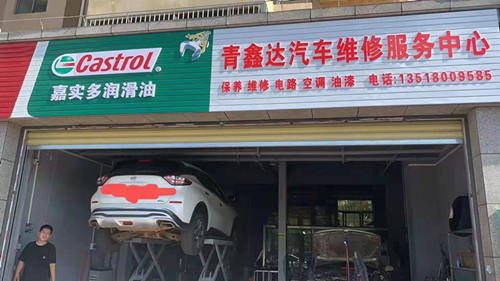 Castrol
嘉实多润滑油
青鑫达汽车维修服务中心
保养 维修 电路 空调 油漆 电话:13518009585